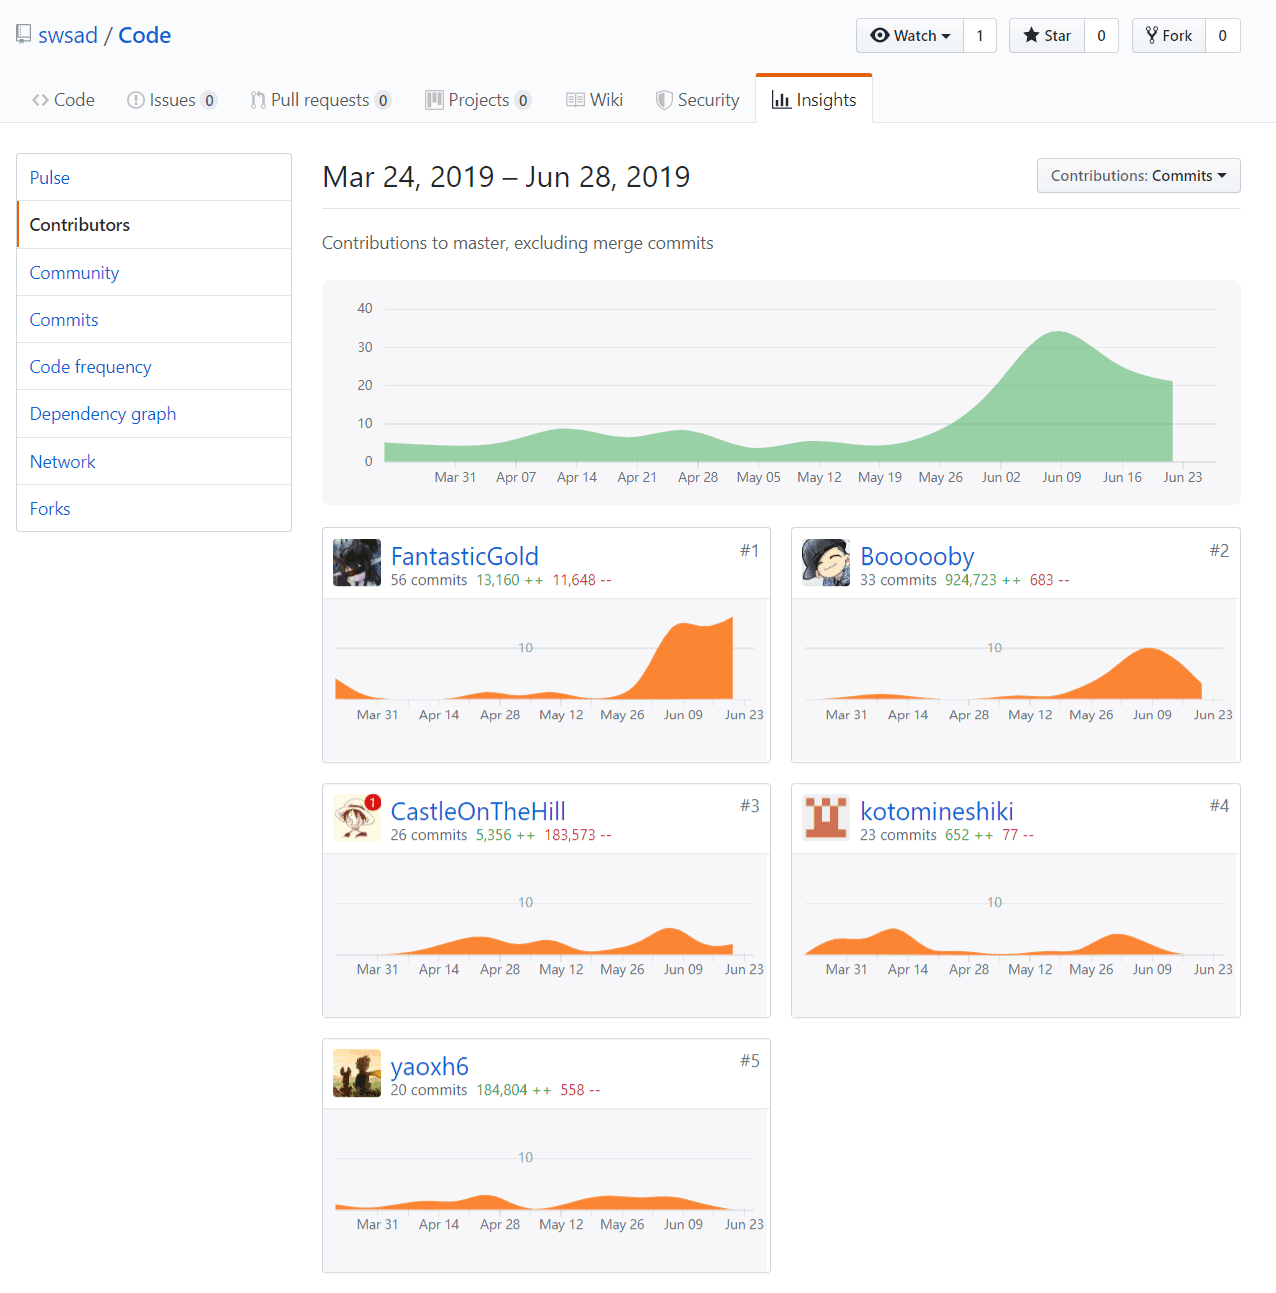 swsad / Code
Watch 1 Star 0 Fork 0
Code Issues 0 Pull requests 0 Projects 0 Wiki Security Insights
Pulse
Contributors
Community
Commits
Code frequency
Dependency graph
Network
Forks
Mar 24, 2019 – Jun 28, 2019
Contributions: Commits
Contributions to master, excluding merge commits
40
30
20
10
0
Mar 31 Apr 07 Apr 14 Apr 21 Apr 28 May 05 May 12 May 19 May 26 Jun 02 Jun 09 Jun 16 Jun 23
FantasticGold #1
56 commits 13,160 ++ 11,648 --
10
Mar 31 Apr 14 Apr 28 May 12 May 26 Jun 09 Jun 23
Boooooby #2
33 commits 924,723 ++ 683 --
10
Mar 31 Apr 14 Apr 28 May 12 May 26 Jun 09 Jun 23
1
CastleOnTheHill #3
26 commits 5,356 ++ 183,573 --
10
Mar 31 Apr 14 Apr 28 May 12 May 26 Jun 09 Jun 23
kotomineshiki #4
23 commits 652 ++ 77 --
10
Mar 31 Apr 14 Apr 28 May 12 May 26 Jun 09 Jun 23
yaoxh6 #5
20 commits 184,804 ++ 558 --
10
Mar 31 Apr 14 Apr 28 May 12 May 26 Jun 09 Jun 23